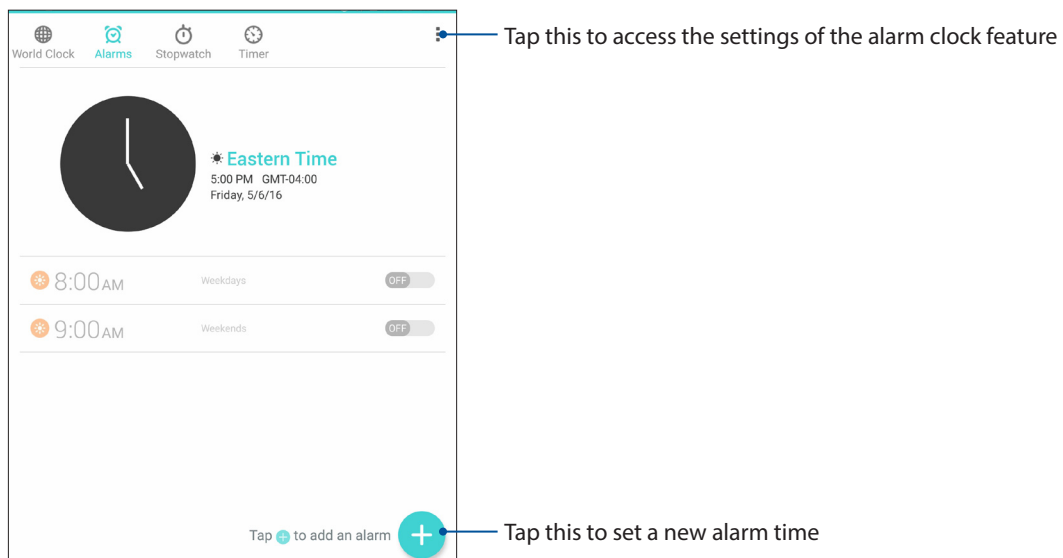 World Clock Alarms Stopwatch Timer
Tap this to access the settings of the alarm clock feature
Eastern Time
5:00 PM GMT-04:00
Friday, 5/6/16
8:00AM Weekdays OFF
9:00AM Weekends OFF
Tap + to add an alarm +
Tap this to set a new alarm time